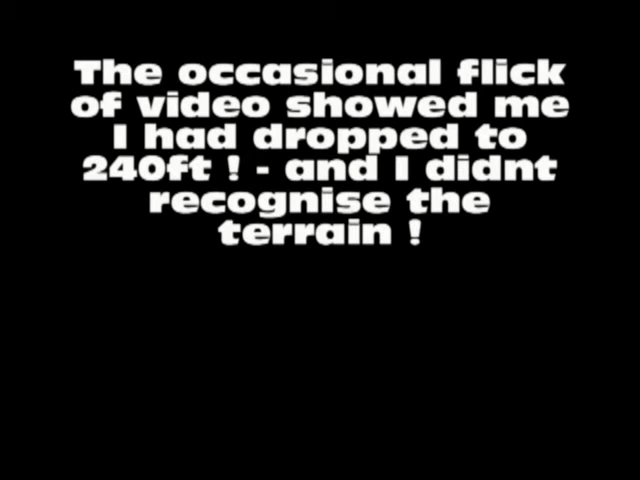 The occasional flick
of video showed me
I had dropped to
240ft ! - and I didnt
recognise the
terrain !